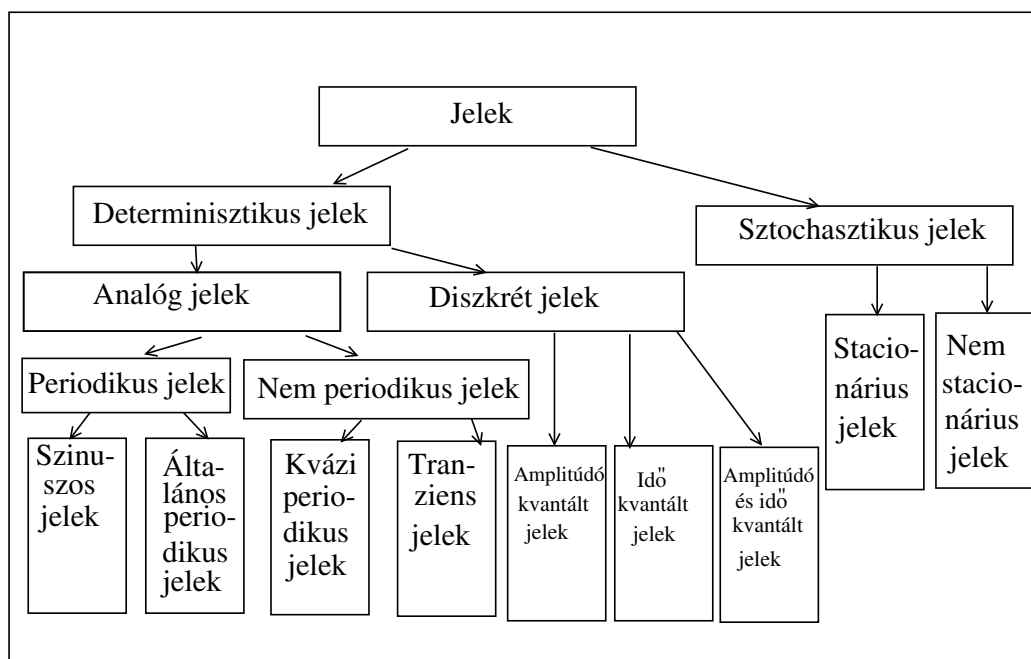 Jelek
Determinisztikus jelek
Sztochasztikus jelek
Analóg jelek
Diszkrét jelek
Periodikus jelek
Nem periodikus jelek
Szinu-
szos
jelek
Álta-
lános
perio-
dikus
jelek
Kvázi
perio-
dikus
jelek
Tran-
ziens
jelek
Amplitúdó
kvantált
jelek
Idő
kvantált
jelek
Amplitúdó
és idő
kvantált
jelek
Stacio-
nárius
jelek
Nem
stacio-
nárius
jelek